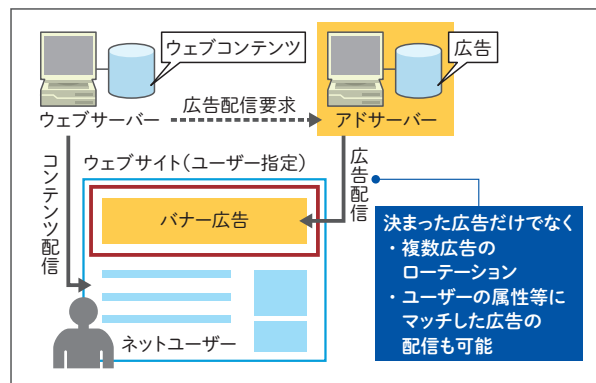 ウェブコンテンツ
広告
広告配信要求
ウェブサーバー
アドサーバー
コンテンツ配信
ウェブサイト(ユーザー指定)
広告配信
バナー広告
決まった広告だけでなく
・複数広告の
ローテーション
・ユーザーの属性等に
マッチした広告の
配信も可能
ネットユーザー